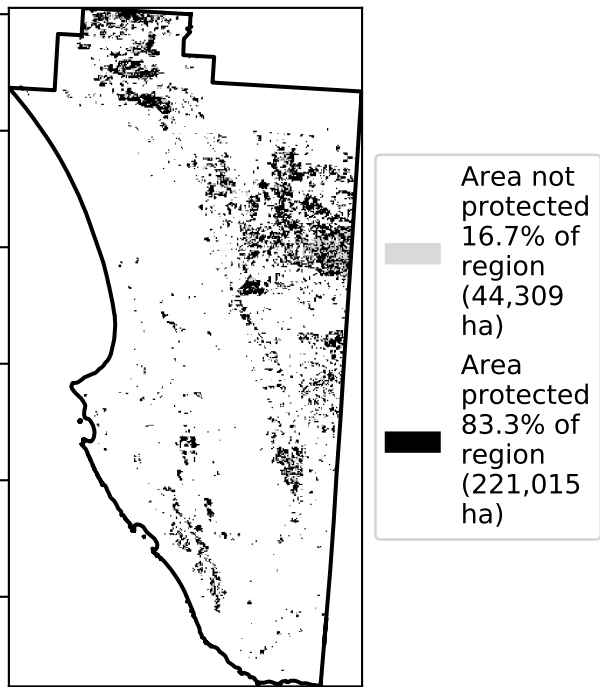 Area not
protected
16.7% of
region
(44,309
ha)
Area
protected
83.3% of
region
(221,015
ha)